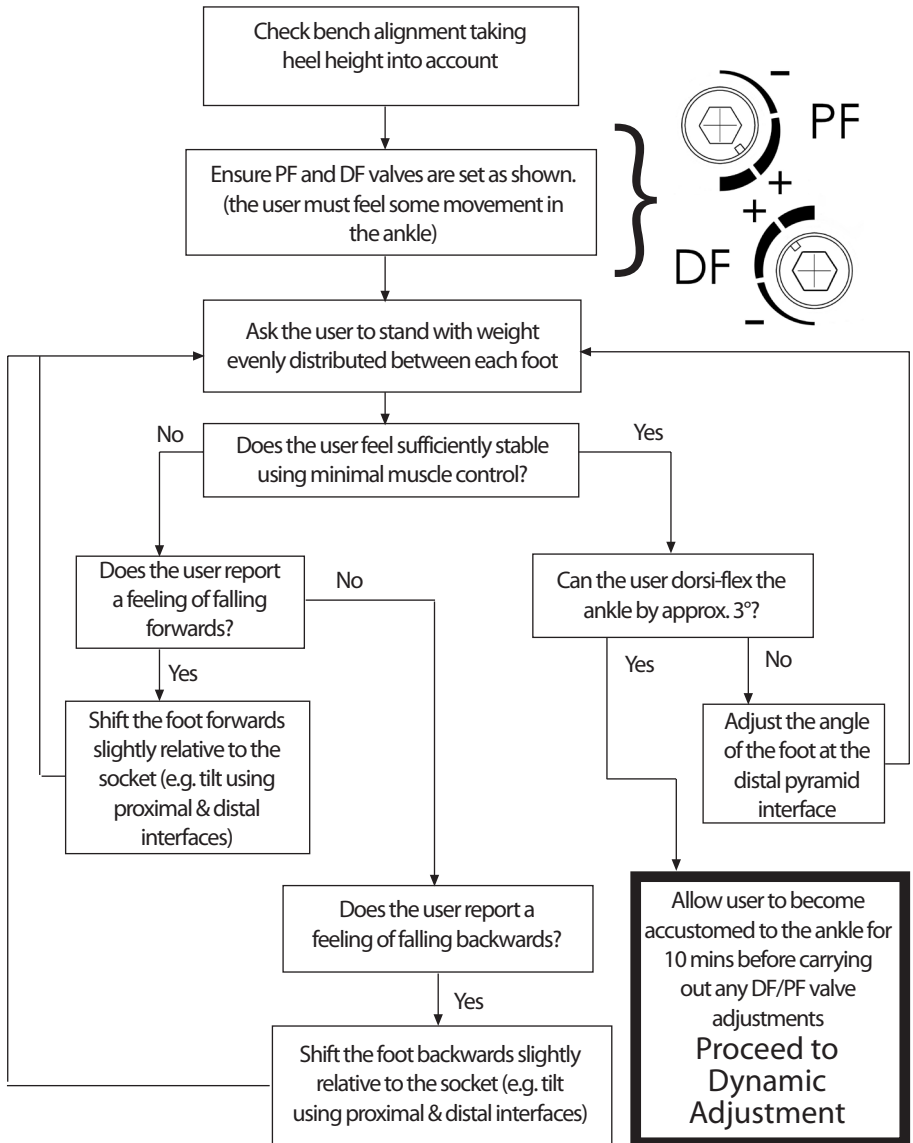 Check bench alignment taking
heel height into account
Ensure PF and DF valves are set as shown.
(the user must feel some movement in
the ankle)
-
PF
+
+
DF
-
Ask the user to stand with weight
evenly distributed between each foot
No
Does the user feel sufficiently stable
using minimal muscle control?
Yes
Does the user report
a feeling of falling
forwards?
No
Yes
Shift the foot forwards
slightly relative to the
socket (e.g. tilt using
proximal & distal
interfaces)
Can the user dorsi-flex the
ankle by approx. 3°?
Yes
No
Adjust the angle
of the foot at the
distal pyramid
interface
Does the user report a
feeling of falling backwards?
Yes
Shift the foot backwards slightly
relative to the socket (e.g. tilt
using proximal & distal interfaces)
Allow user to become
accustomed to the ankle for
10 mins before carrying
out any DF/PF valve
adjustments
Proceed to
Dynamic
Adjustment